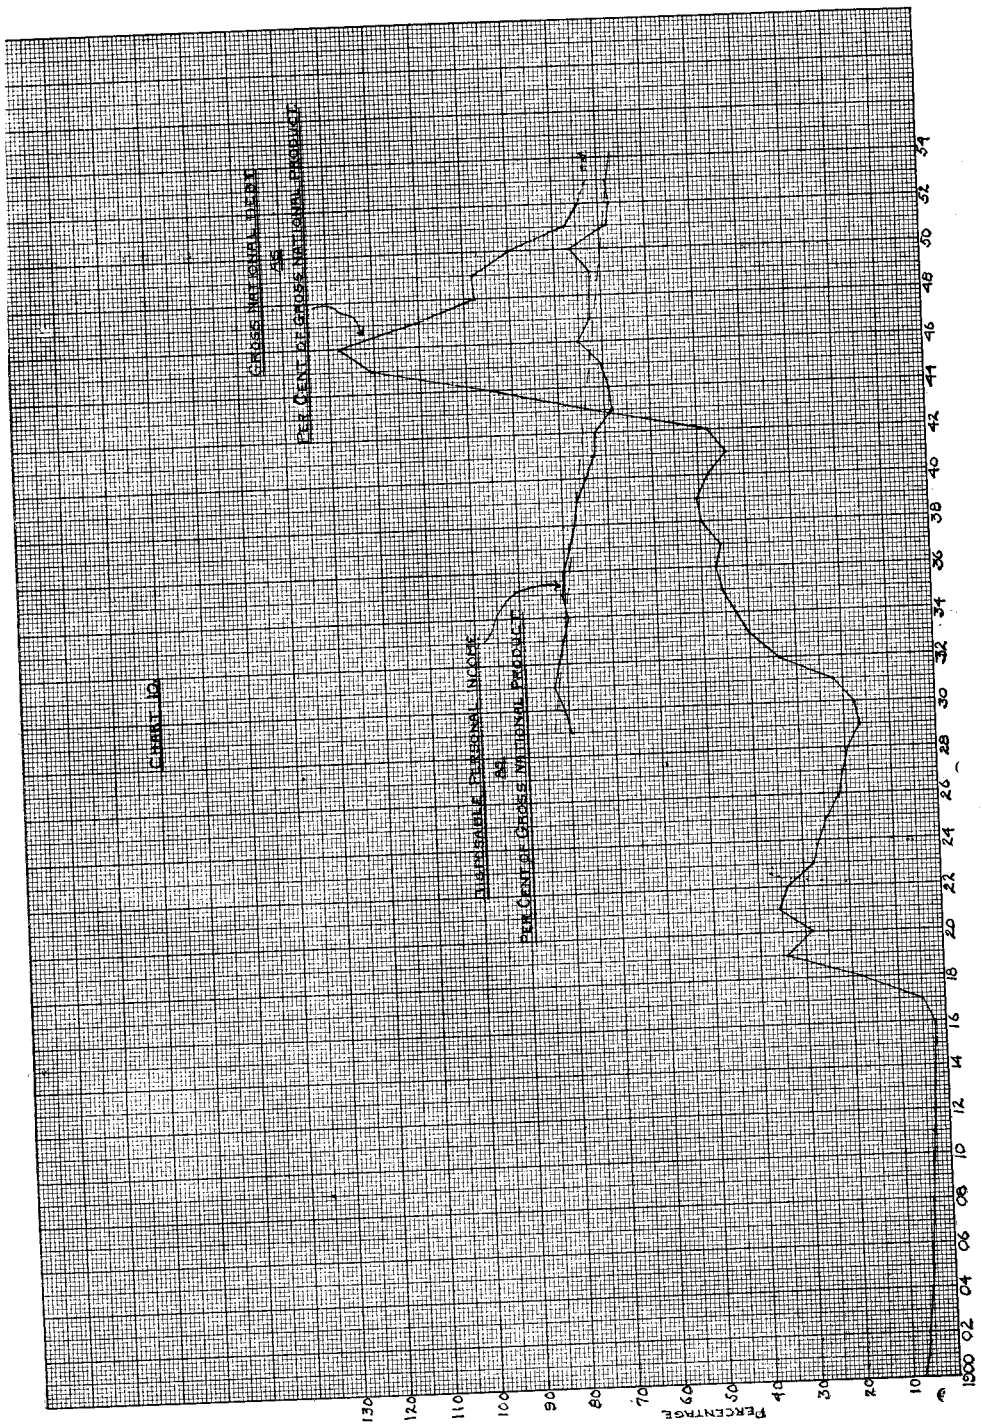 CHART 10.
GROSS NATIONAL DEBT
AS
PER CENT OF GROSS NATIONAL PRODUCT
DISPOSABLE PERSONAL INCOME
AS
PER CENT OF GROSS NATIONAL PRODUCT
PERCENTAGE
130
120
110
100
90
80
70
60
50
40
30
20
10
1900 02 04 06 08 10 12 14 16 18 20 22 24 26 28 30 32 34 36 38 40 42 44 46 48 50 52 54